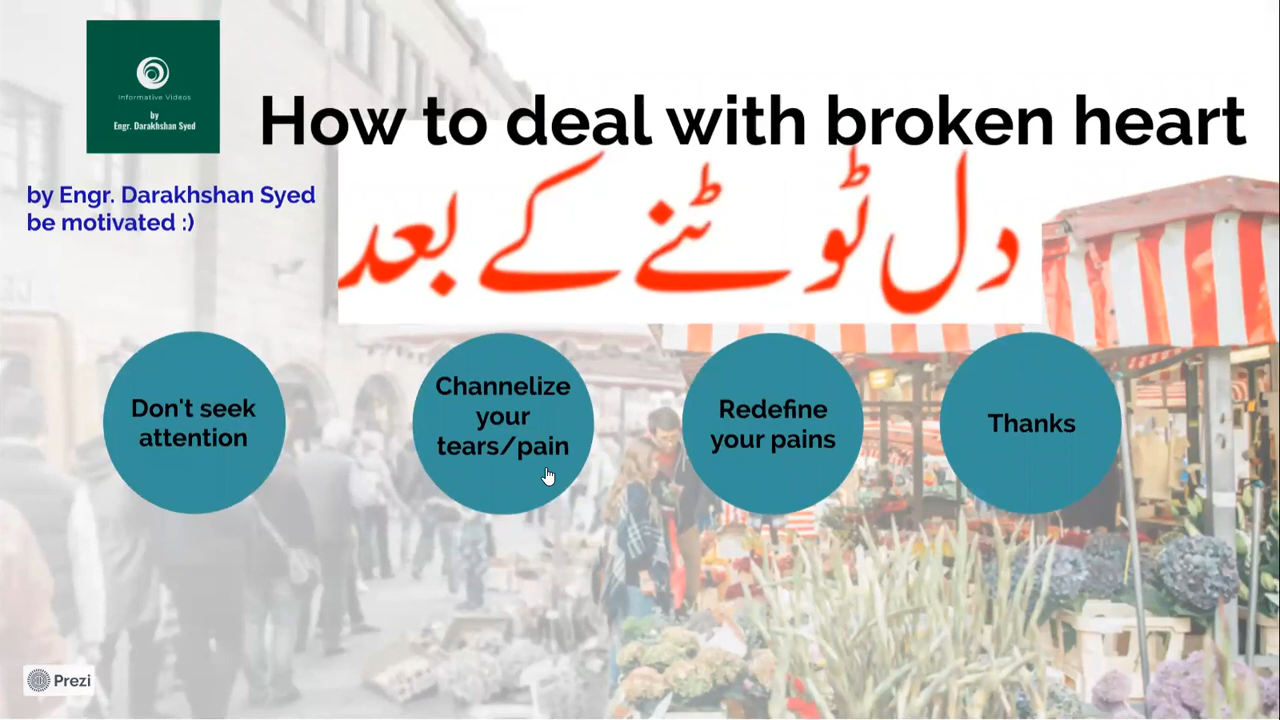 Informative Videos
by
Engr. Darakhshan Syed
How to deal with broken heart
by Engr. Darakhshan Syed
be motivated :)
دل ٹوٹنے کے بعد
Don't seek
attention
Channelize
your
tears/pain
Redefine
your pains
Thanks
Prezi